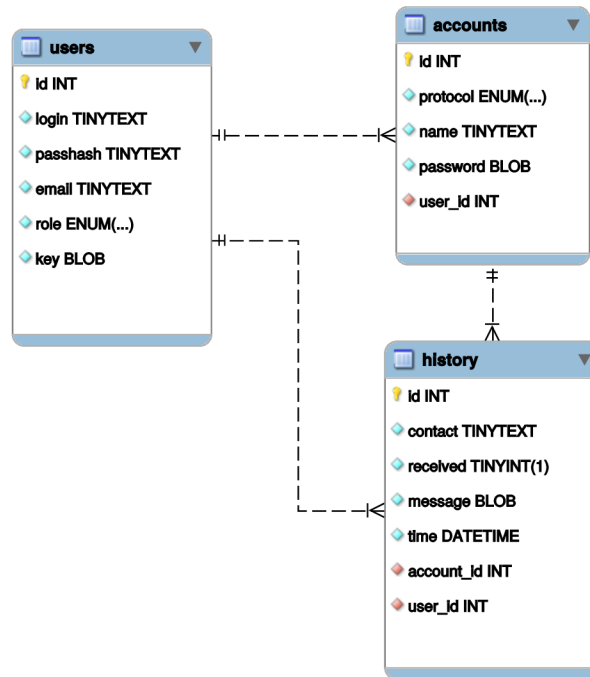 users
id INT
login TINYTEXT
passhash TINYTEXT
email TINYTEXT
role ENUM(...)
key BLOB
accounts
id INT
protocol ENUM(...)
name TINYTEXT
password BLOB
user_id INT
history
id INT
contact TINYTEXT
received TINYINT(1)
message BLOB
time DATETIME
account_id INT
user_id INT